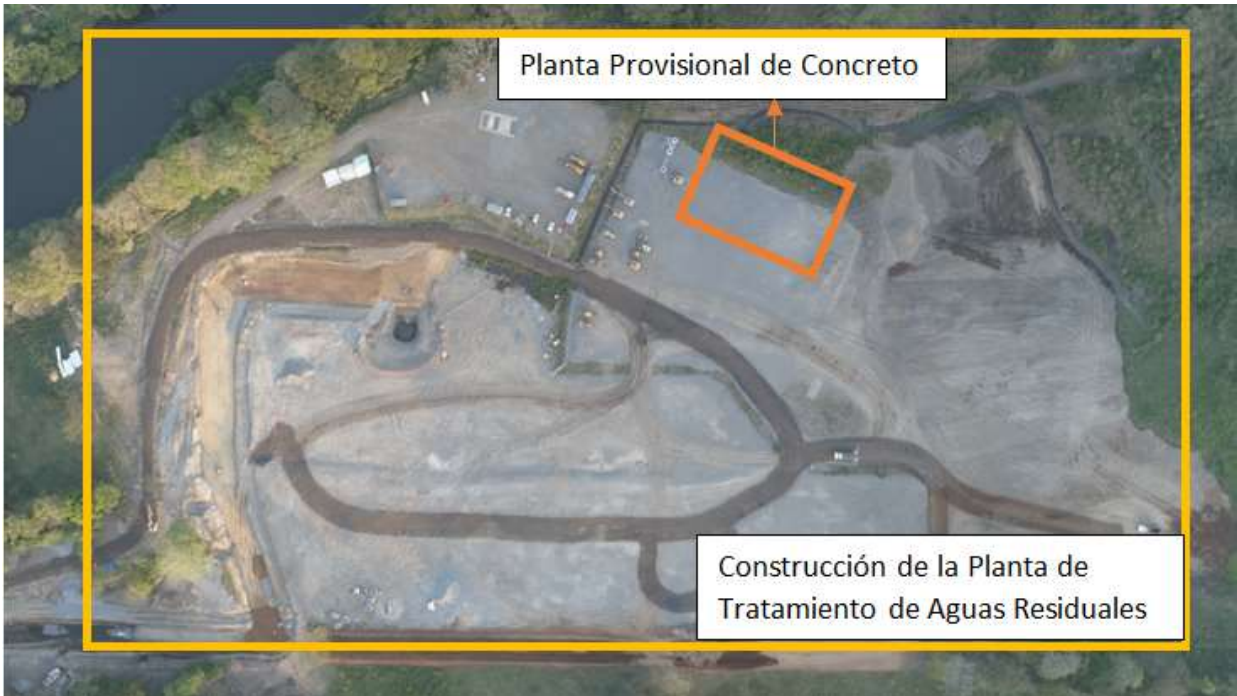 Planta Provisional de Concreto
Construcción de la Planta de
Tratamiento de Aguas Residuales